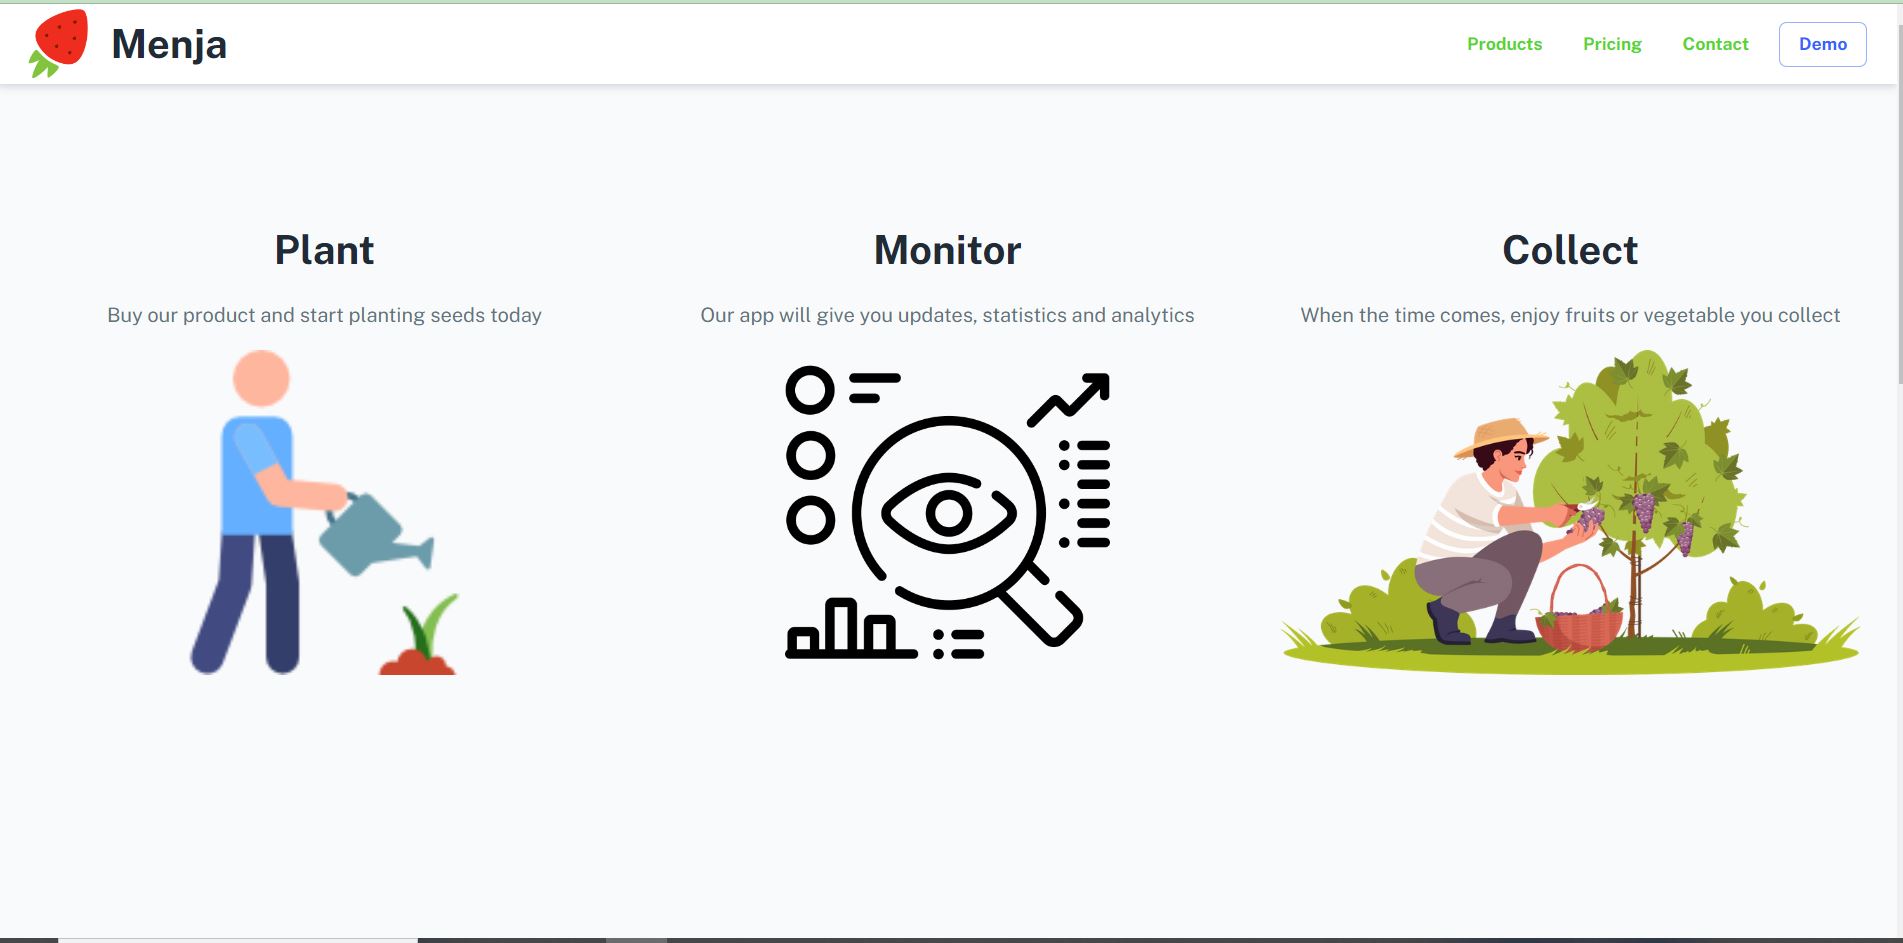 Menja
Products
Pricing
Contact
Demo
Plant
Buy our product and start planting seeds today
Monitor
Our app will give you updates, statistics and analytics
Collect
When the time comes, enjoy fruits or vegetable you collect